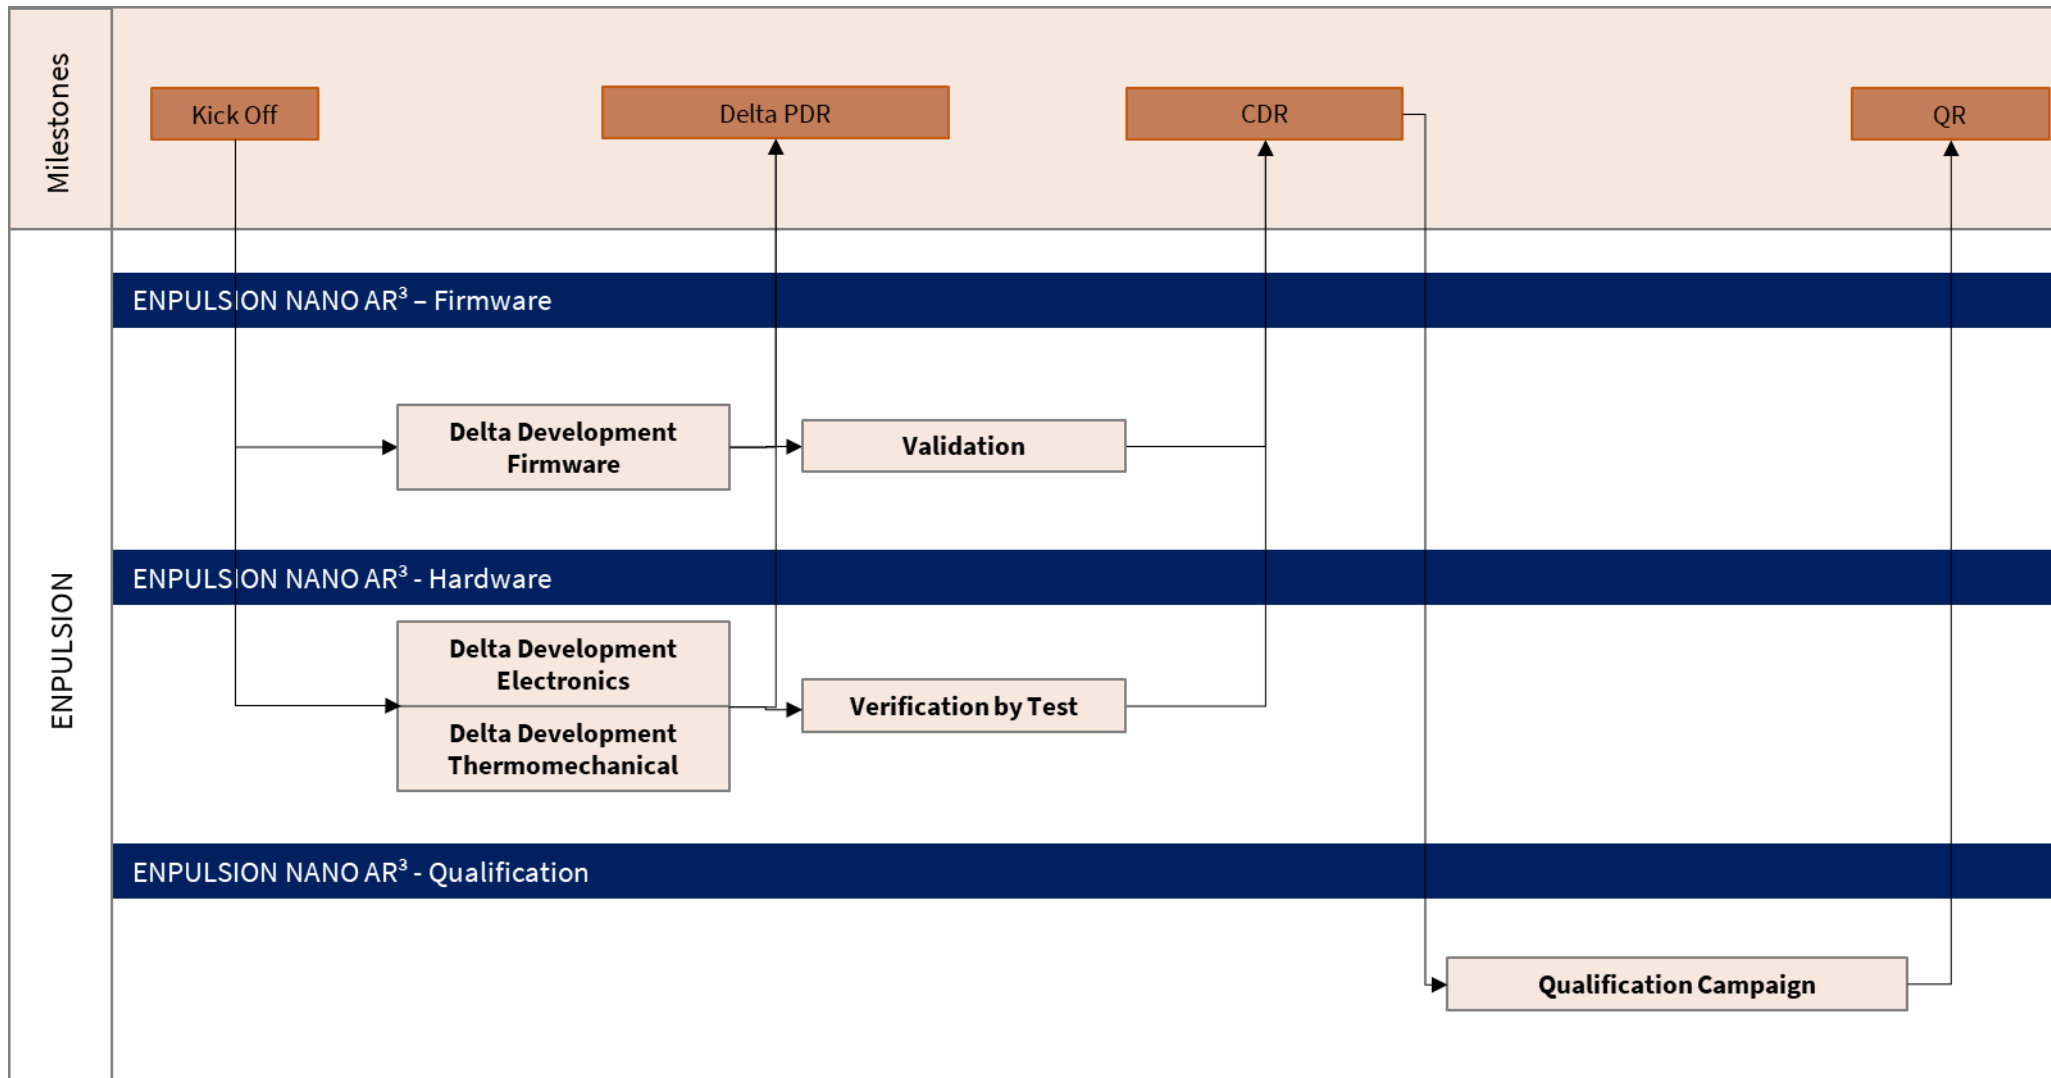 Milestones
Kick Off
Delta PDR
CDR
QR
ENPULSION
ENPULSION NANO AR³ – Firmware
Delta Development
Firmware
Validation
ENPULSION NANO AR³ - Hardware
Delta Development
Electronics
Delta Development
Thermomechanical
Verification by Test
ENPULSION NANO AR³ - Qualification
Qualification Campaign